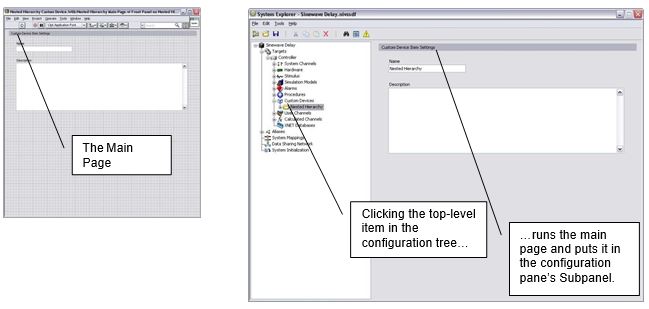 Nested Hierarchy Custom Device.lvlib:Nested Hierarchy Main Page.vi Front Panel on Nested Hi...
File Edit View Project Operate Tools Window Help
13pt Application Font
Custom Device Item Settings
Name
Description
The Main
Page
System Explorer - Sinewave Delay.nivssdf
File Edit Tools Help
Sinewave Delay
Targets
Controller
System Channels
Hardware
Stimulus
Simulation Models
Alarms
Procedures
Custom Devices
Nested Hierarchy
User Channels
Calculated Channels
XNET Databases
Aliases
System Mappings
Data Sharing Network
System Initialization
Custom Device Item Settings
Name
Nested Hierarchy
Description
Clicking the top-level
item in the
configuration tree…
…runs the main
page and puts it in
the configuration
pane's Subpanel.